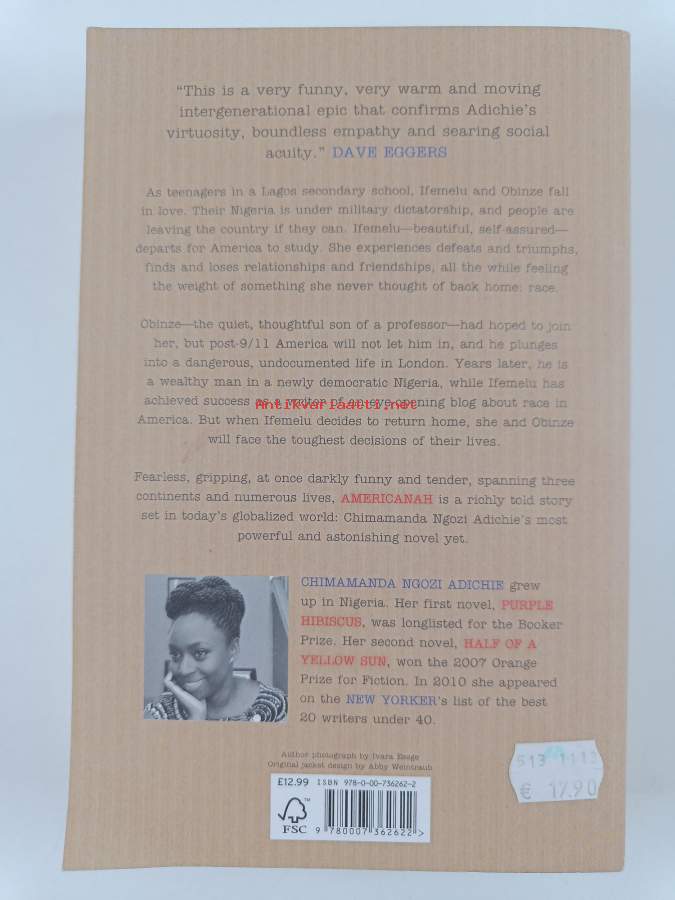 “This is a very funny, very warm and moving
intergenerational epic that confirms Adichie’s
virtuosity, boundless empathy and searing social
acuity.” DAVE EGGERS
As teenagers in a Lagos secondary school, Ifemelu and Obinze fall
in love. Their Nigeria is under military dictatorship, and people are
leaving the country if they can. Ifemelu—beautiful, self-assured—
departs for America to study. She experiences defeats and triumphs,
finds and loses relationships and friendships, all the while feeling
the weight of something she never thought of back home: race.
Obinze—the quiet, thoughtful son of a professor—had hoped to join
her, but post-9/11 America will not let him in, and he plunges
into a dangerous, undocumented life in London. Years later, he is
a wealthy man in a newly democratic Nigeria, while Ifemelu has
achieved success as a writer of an eye-opening blog about race in
Antikvariaatti.net
America. But when Ifemelu decides to return home, she and Obinze
will face the toughest decisions of their lives.
Fearless, gripping, at once darkly funny and tender, spanning three
continents and numerous lives, AMERICANAH is a richly told story
set in today’s globalized world: Chimamanda Ngozi Adichie’s most
powerful and astonishing novel yet.
CHIMAMANDA NGOZI ADICHIE grew
up in Nigeria. Her first novel, PURPLE
HIBISCUS, was longlisted for the Booker
Prize. Her second novel, HALF OF A
YELLOW SUN, won the 2007 Orange
Prize for Fiction. In 2010 she appeared
on the NEW YORKER’s list of the best
20 writers under 40.
Author photograph by Ivara Esege
Original jacket design by Abby Weintraub
£12.99 ISBN 978-0-00-736262-2
FSC™
9 780007 362622 >
513 1113
€ 17.90